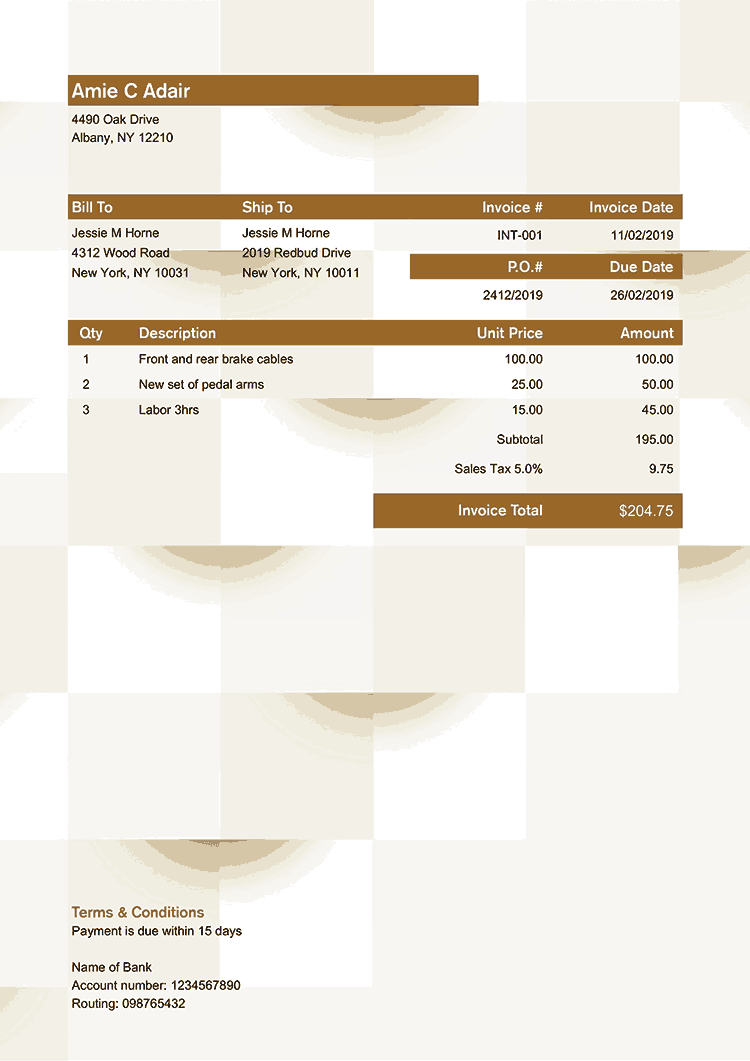 Amie C Adair
4490 Oak Drive
Albany, NY 12210
Bill To Ship To Invoice # Invoice Date
Jessie M Horne Jessie M Horne INT-001 11/02/2019
4312 Wood Road 2019 Redbud Drive P.O.# Due Date
New York, NY 10031 New York, NY 10011 2412/2019 26/02/2019
Qty Description Unit Price Amount
1 Front and rear brake cables 100.00 100.00
2 New set of pedal arms 25.00 50.00
3 Labor 3hrs 15.00 45.00
Subtotal 195.00
Sales Tax 5.0% 9.75
Invoice Total $204.75
Terms & Conditions
Payment is due within 15 days
Name of Bank
Account number: 1234567890
Routing: 098765432